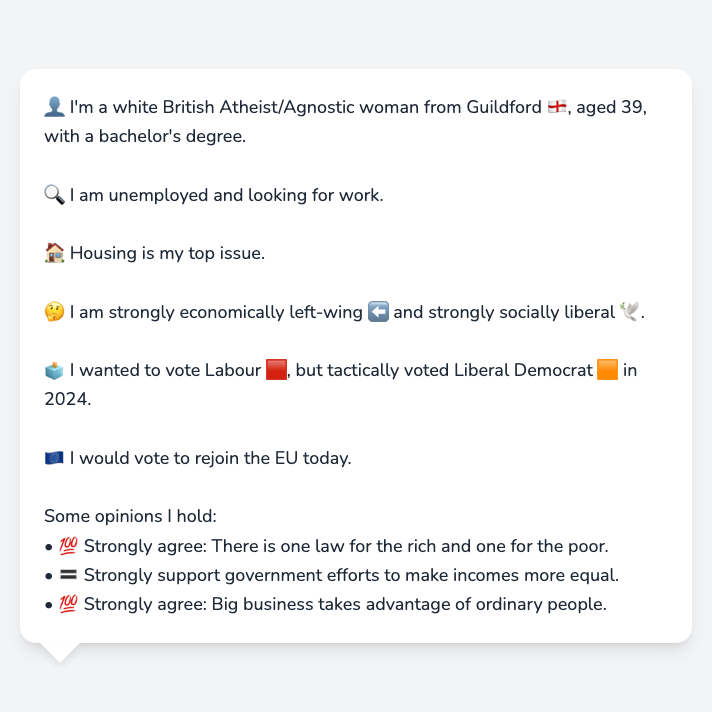 👤 I'm a white British Atheist/Agnostic woman from Guildford 🏴󠁧󠁢󠁥󠁮󠁧󠁿, aged 39,
with a bachelor's degree.
🔍 I am unemployed and looking for work.
🏠 Housing is my top issue.
🤔 I am strongly economically left-wing ⬅️ and strongly socially liberal 🕊️.
🗳️ I wanted to vote Labour 🟥, but tactically voted Liberal Democrat 🟧 in
2024.
🇪🇺 I would vote to rejoin the EU today.
Some opinions I hold:
• 💯 Strongly agree: There is one law for the rich and one for the poor.
• 🟰 Strongly support government efforts to make incomes more equal.
• 💯 Strongly agree: Big business takes advantage of ordinary people.